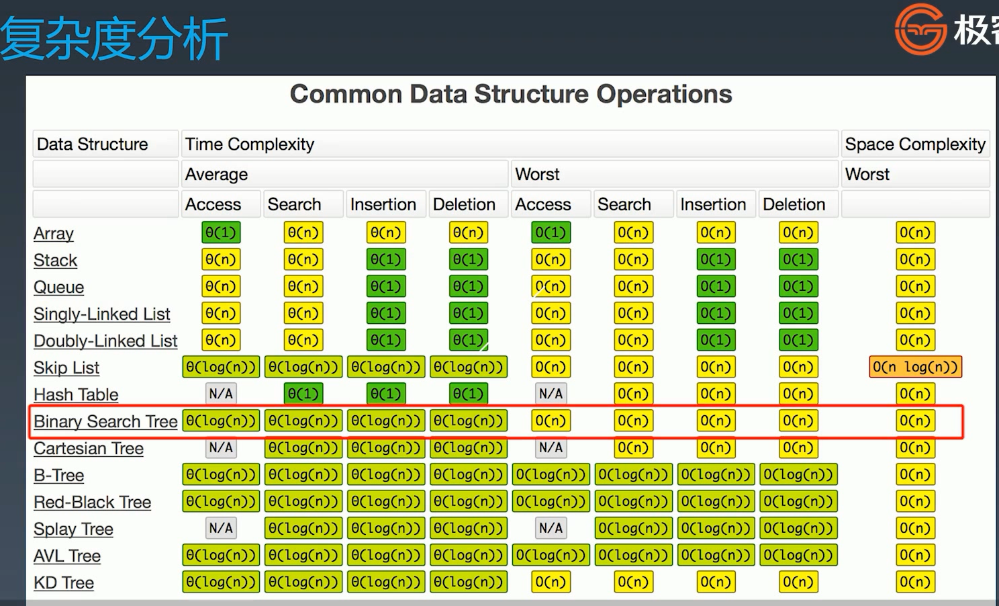 复杂度分析
极客
Common Data Structure Operations
Data Structure Time Complexity Space Complexity
Average Worst Worst
Access Search Insertion Deletion Access Search Insertion Deletion
Array θ(1) θ(n) θ(n) θ(n) O(1) O(n) O(n) O(n) O(n)
Stack θ(n) θ(n) θ(1) θ(1) O(n) O(n) O(1) O(1) O(n)
Queue θ(n) θ(n) θ(1) θ(1) O(n) O(n) O(1) O(1) O(n)
Singly-Linked List θ(n) θ(n) θ(1) θ(1) O(n) O(n) O(1) O(1) O(n)
Doubly-Linked List θ(n) θ(n) θ(1) θ(1) O(n) O(n) O(1) O(1) O(n)
Skip List θ(log(n)) θ(log(n)) θ(log(n)) θ(log(n)) O(n) O(n) O(n) O(n) O(n log(n))
Hash Table N/A θ(1) θ(1) θ(1) N/A O(n) O(n) O(n) O(n)
Binary Search Tree θ(log(n)) θ(log(n)) θ(log(n)) θ(log(n)) O(n) O(n) O(n) O(n) O(n)
Cartesian Tree N/A θ(log(n)) θ(log(n)) θ(log(n)) N/A O(n) O(n) O(n) O(n)
B-Tree θ(log(n)) θ(log(n)) θ(log(n)) θ(log(n)) O(log(n)) O(log(n)) O(log(n)) O(log(n)) O(n)
Red-Black Tree θ(log(n)) θ(log(n)) θ(log(n)) θ(log(n)) O(log(n)) O(log(n)) O(log(n)) O(log(n)) O(n)
Splay Tree N/A θ(log(n)) θ(log(n)) θ(log(n)) N/A O(log(n)) O(log(n)) O(log(n)) O(n)
AVL Tree θ(log(n)) θ(log(n)) θ(log(n)) θ(log(n)) O(log(n)) O(log(n)) O(log(n)) O(log(n)) O(n)
KD Tree θ(log(n)) θ(log(n)) θ(log(n)) θ(log(n)) O(n) O(n) O(n) O(n) O(n)